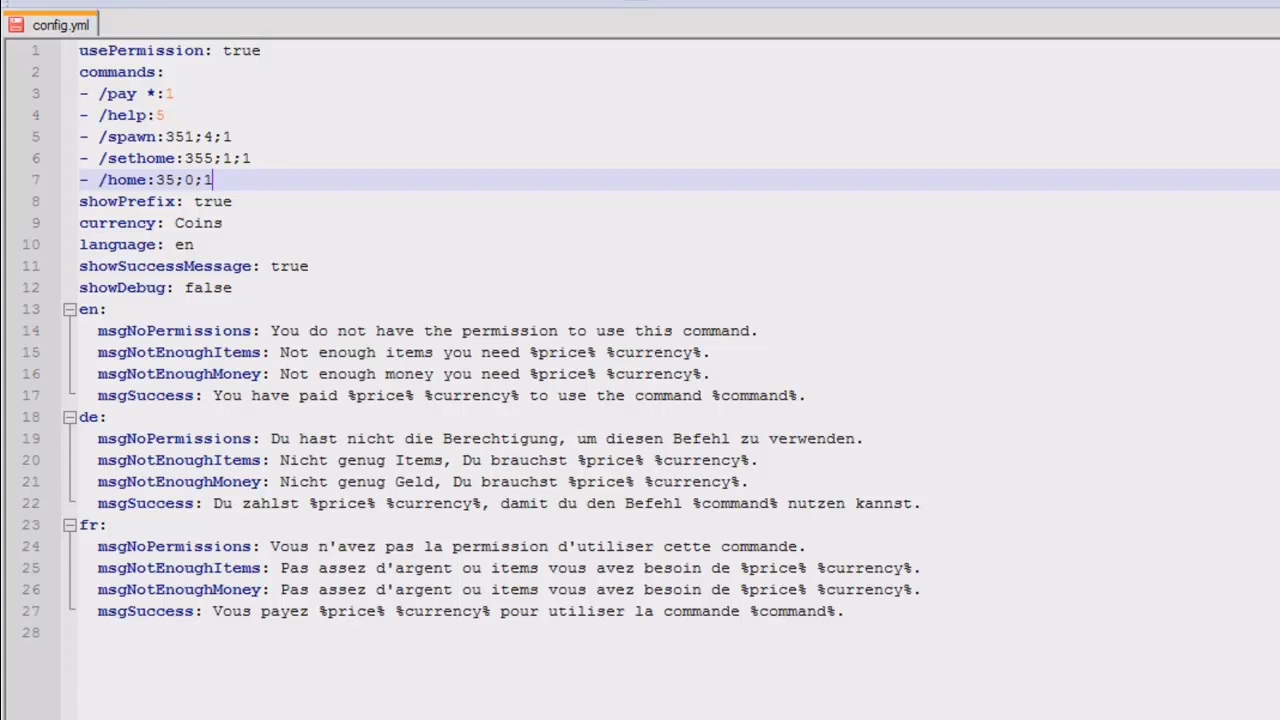 config.yml
1 usePermission: true
2 commands:
3 - /pay *:1
4 - /help:5
5 - /spawn:351;4;1
6 - /sethome:355;1;1
7 - /home:35;0;1
8 showPrefix: true
9 currency: Coins
10 language: en
11 showSuccessMessage: true
12 showDebug: false
13 en:
14 msgNoPermissions: You do not have the permission to use this command.
15 msgNotEnoughItems: Not enough items you need %price% %currency%.
16 msgNotEnoughMoney: Not enough money you need %price% %currency%.
17 msgSuccess: You have paid %price% %currency% to use the command %command%.
18 de:
19 msgNoPermissions: Du hast nicht die Berechtigung, um diesen Befehl zu verwenden.
20 msgNotEnoughItems: Nicht genug Items, Du brauchst %price% %currency%.
21 msgNotEnoughMoney: Nicht genug Geld, Du brauchst %price% %currency%.
22 msgSuccess: Du zahlst %price% %currency%, damit du den Befehl %command% nutzen kannst.
23 fr:
24 msgNoPermissions: Vous n'avez pas la permission d'utiliser cette commande.
25 msgNotEnoughItems: Pas assez d'argent ou items vous avez besoin de %price% %currency%.
26 msgNotEnoughMoney: Pas assez d'argent ou items vous avez besoin de %price% %currency%.
27 msgSuccess: Vous payez %price% %currency% pour utiliser la commande %command%.
28